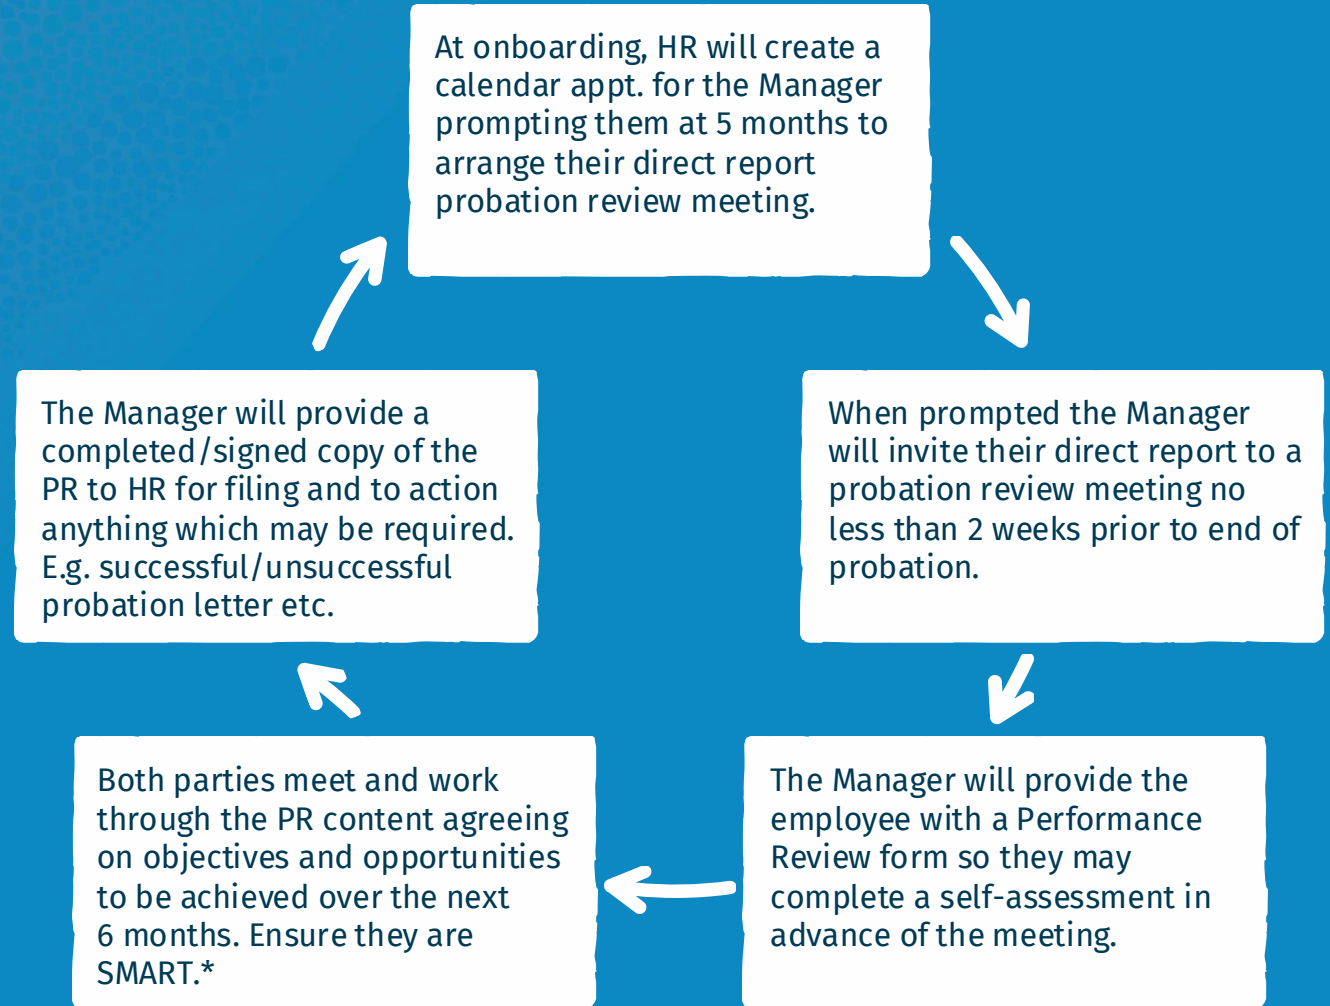 At onboarding, HR will create a
calendar appt. for the Manager
prompting them at 5 months to
arrange their direct report
probation review meeting.
When prompted the Manager
will invite their direct report to a
probation review meeting no
less than 2 weeks prior to end of
probation.
The Manager will provide the
employee with a Performance
Review form so they may
complete a self-assessment in
advance of the meeting.
Both parties meet and work
through the PR content agreeing
on objectives and opportunities
to be achieved over the next
6 months. Ensure they are
SMART.*
The Manager will provide a
completed/signed copy of the
PR to HR for filing and to action
anything which may be required.
E.g. successful/unsuccessful
probation letter etc.